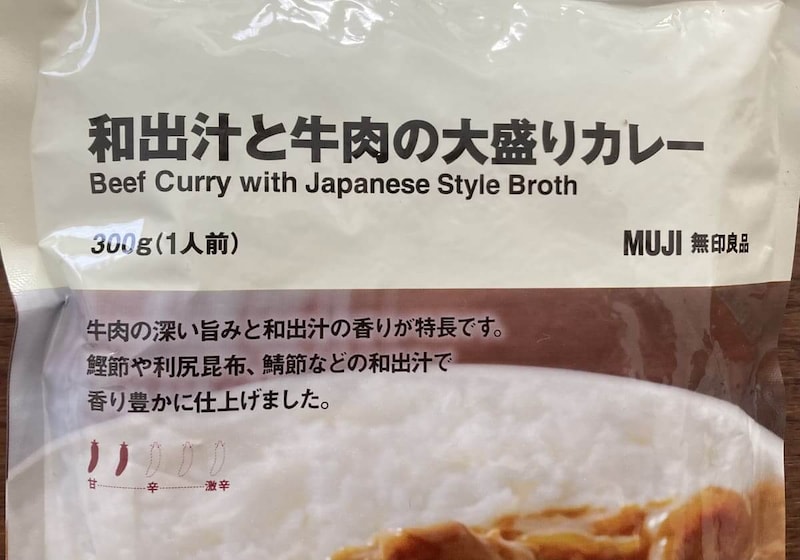 和出汁と牛肉の大盛りカレー
Beef Curry with Japanese Style Broth
300g(1人前)
MUJI 無印良品
牛肉の深い旨みと和出汁の香りが特長です。
鰹節や利尻昆布、鯖節などの和出汁で
香り豊かに仕上げました。
甘 辛 激辛